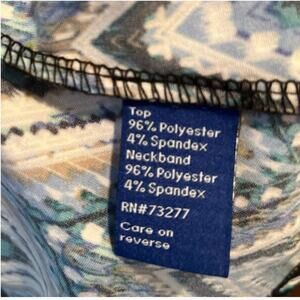 Top
96% Polyester
4% Spandex
Neckband
96% Polyester
4% Spandex
RN#73277
Care on
reverse